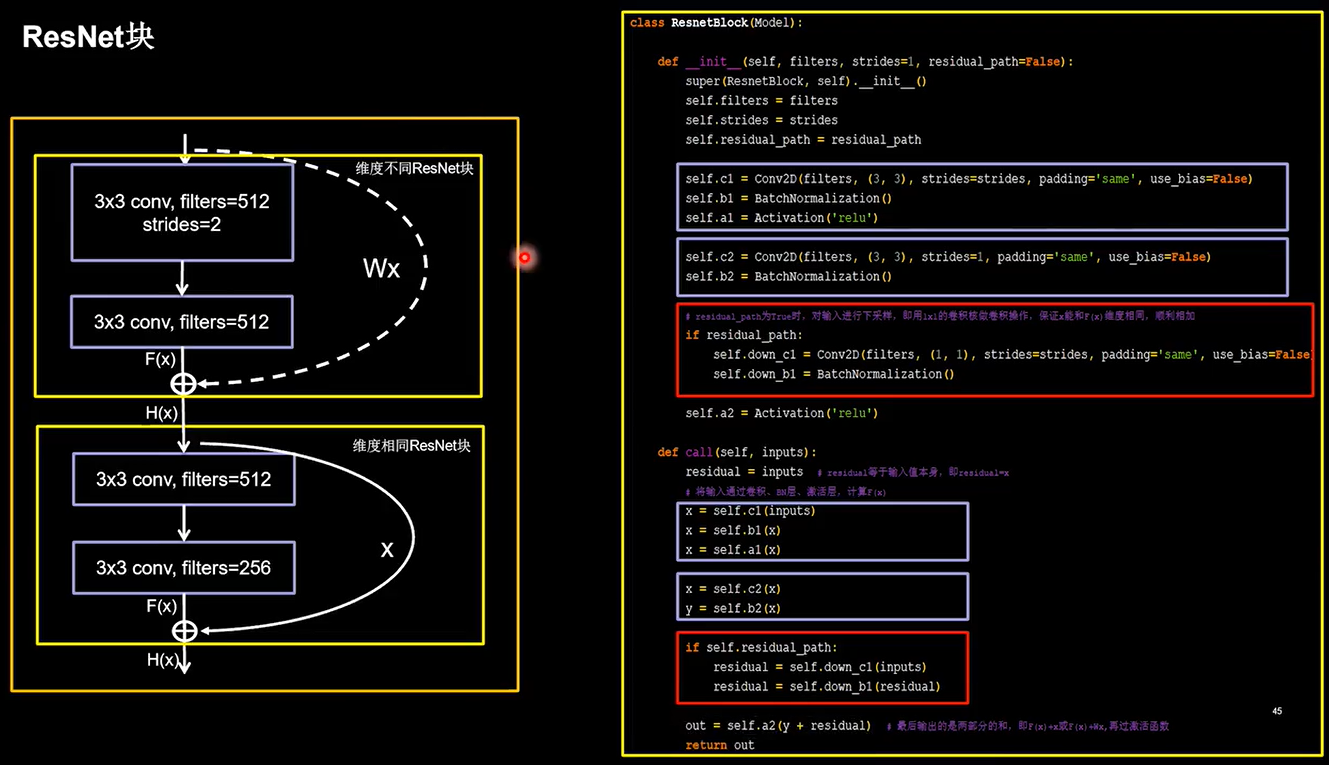 ResNet块
维度不同ResNet块
3x3 conv, filters=512
strides=2
Wx
3x3 conv, filters=512
F(x)
H(x)
维度相同ResNet块
3x3 conv, filters=512
x
3x3 conv, filters=256
F(x)
H(x)
class ResnetBlock(Model):
def __init__(self, filters, strides=1, residual_path=False):
super(ResnetBlock, self).__init__()
self.filters = filters
self.strides = strides
self.residual_path = residual_path
self.c1 = Conv2D(filters, (3, 3), strides=strides, padding='same', use_bias=False)
self.b1 = BatchNormalization()
self.a1 = Activation('relu')
self.c2 = Conv2D(filters, (3, 3), strides=1, padding='same', use_bias=False)
self.b2 = BatchNormalization()
# residual_path为True时，对输入进行下采样，即用1x1的卷积核做卷积操作，保证x能和F(x)维度相同，顺利相加
if residual_path:
self.down_c1 = Conv2D(filters, (1, 1), strides=strides, padding='same', use_bias=False
self.down_b1 = BatchNormalization()
self.a2 = Activation('relu')
def call(self, inputs):
residual = inputs # residual等于输入值本身，即residual=x
# 将输入通过卷积、BN层、激活层，计算F(x)
x = self.c1(inputs)
x = self.b1(x)
x = self.a1(x)
x = self.c2(x)
y = self.b2(x)
if self.residual_path:
residual = self.down_c1(inputs)
residual = self.down_b1(residual)
out = self.a2(y + residual) # 最后输出的是两部分的和，即F(x)+x或F(x)+Wx,再过激活函数
return out
45